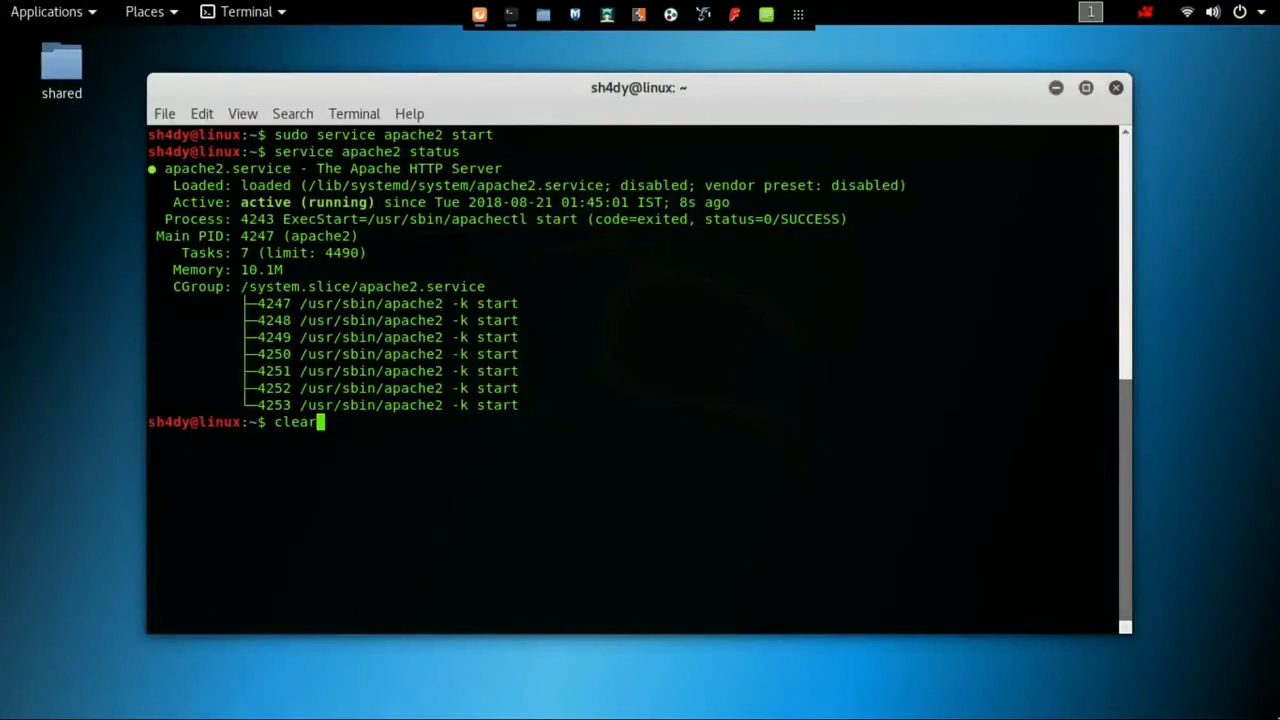 Applications Places Terminal 1
shared
sh4dy@linux: ~
File Edit View Search Terminal Help
sh4dy@linux:~$ sudo service apache2 start
sh4dy@linux:~$ service apache2 status
● apache2.service - The Apache HTTP Server
Loaded: loaded (/lib/systemd/system/apache2.service; disabled; vendor preset: disabled)
Active: active (running) since Tue 2018-08-21 01:45:01 IST; 8s ago
Process: 4243 ExecStart=/usr/sbin/apachectl start (code=exited, status=0/SUCCESS)
Main PID: 4247 (apache2)
Tasks: 7 (limit: 4490)
Memory: 10.1M
CGroup: /system.slice/apache2.service
├─4247 /usr/sbin/apache2 -k start
├─4248 /usr/sbin/apache2 -k start
├─4249 /usr/sbin/apache2 -k start
├─4250 /usr/sbin/apache2 -k start
├─4251 /usr/sbin/apache2 -k start
├─4252 /usr/sbin/apache2 -k start
└─4253 /usr/sbin/apache2 -k start
sh4dy@linux:~$ clear